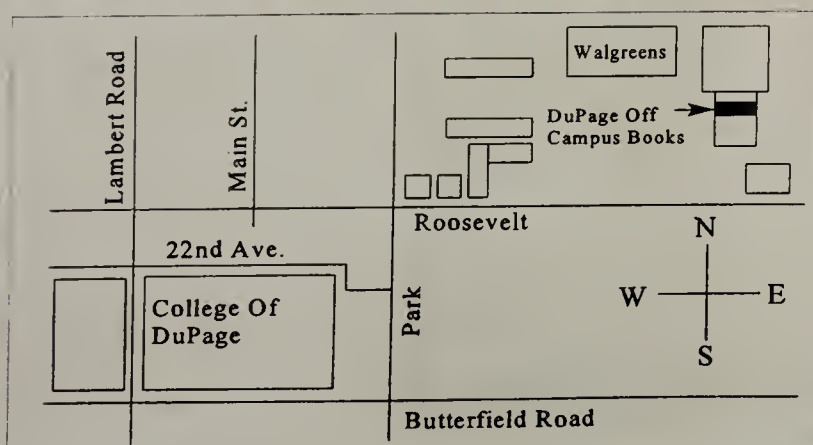 Lambert Road
Main St.
Walgreens
DuPage Off
Campus Books
Roosevelt
22nd Ave.
College Of
DuPage
Park
N
W
E
S
Butterfield Road